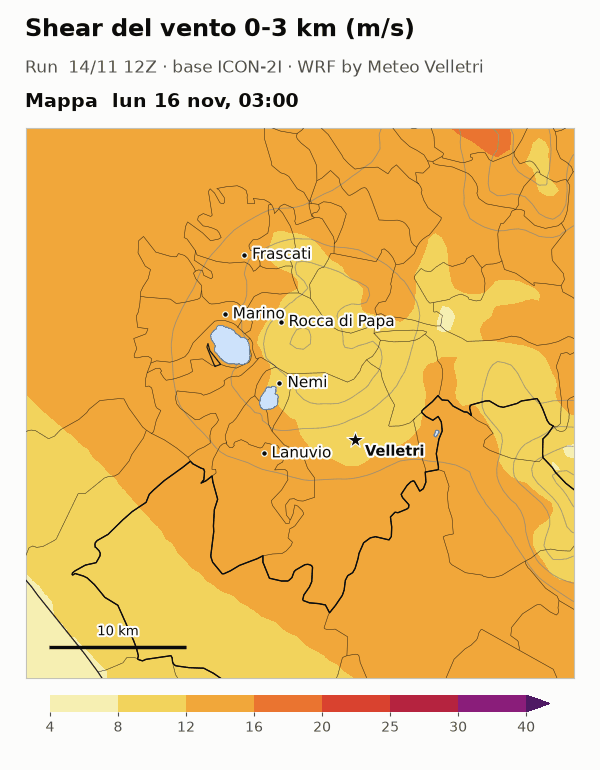 Shear del vento 0-3 km (m/s)
Run  14/11 12Z · base ICON-2I · WRF by Meteo Velletri
Mappa  lun 16 nov, 03:00
Frascati
Marino
Rocca di Papa
Nemi
Velletri
Lanuvio
10 km
4 8 12 16 20 25 30 40